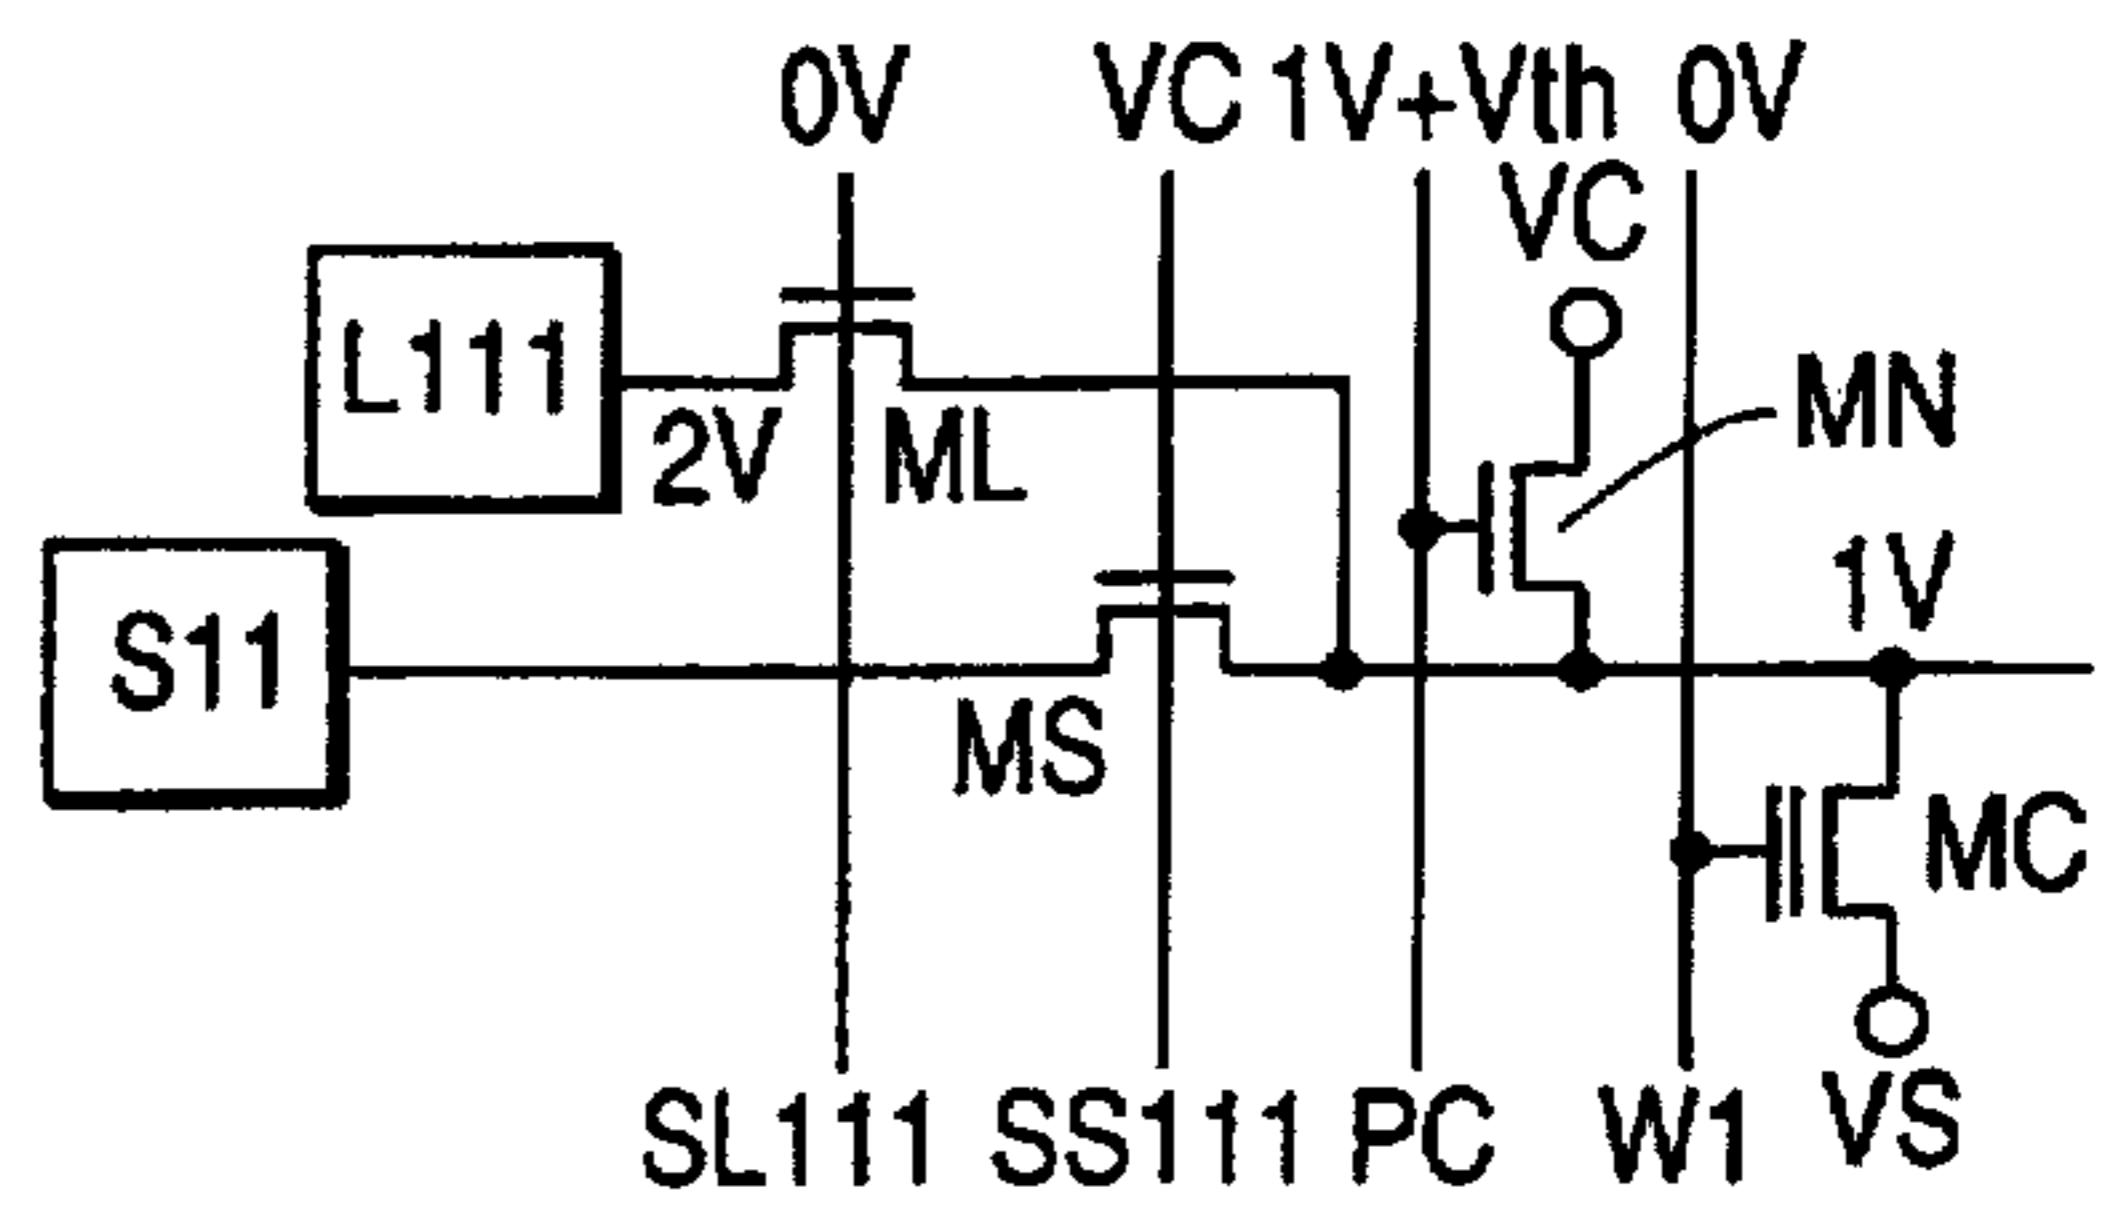 0V VC 1V+Vth 0V
VC
L111
MN
2V ML
1V
S11
MS
MC
SL111 SS111 PC W1 VS